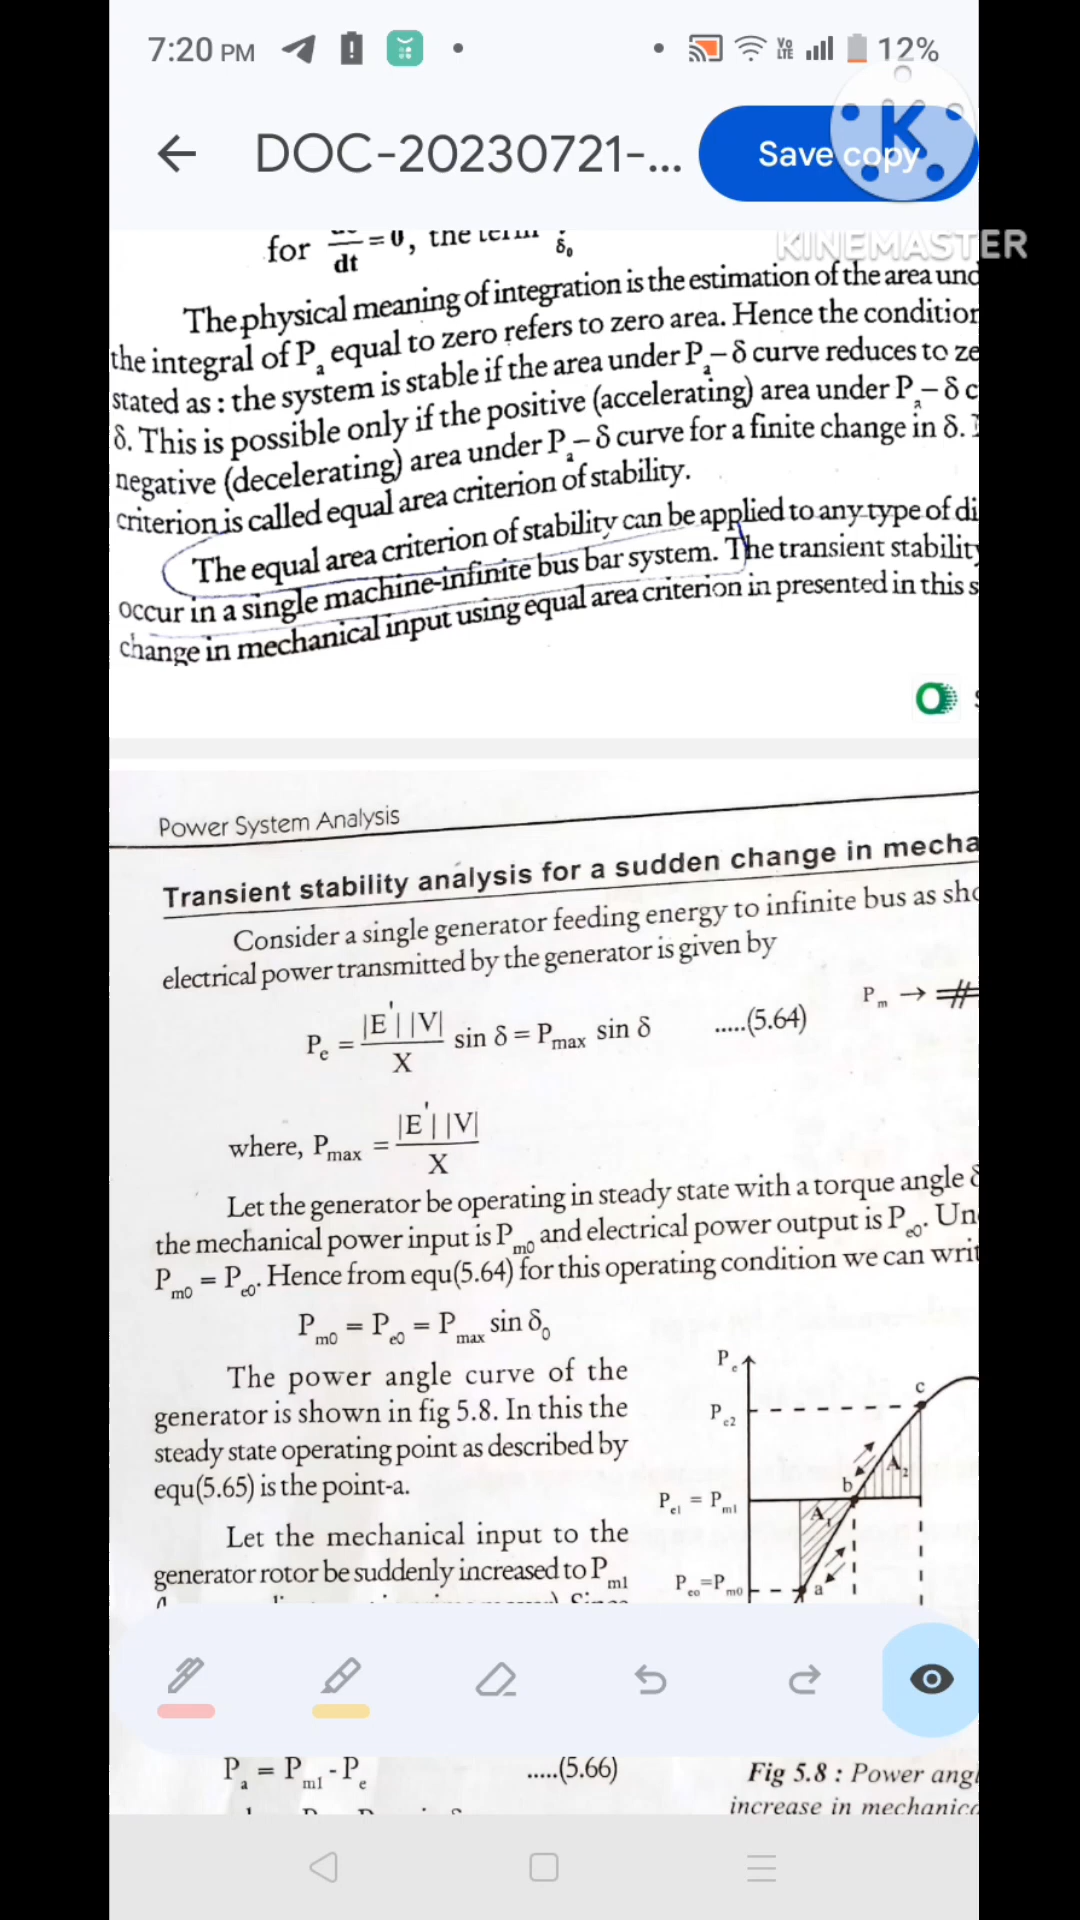 7:20 PM
Vo LTE
12%
DOC-20230721-...
Save copy
K
KINEMASTER
for = 0, the
dt
δ₀
The physical meaning of integration is the estimation of the area und
the integral of Pₐ equal to zero refers to zero area. Hence the condition
stated as : the system is stable if the area under Pₐ – δ curve reduces to ze
δ. This is possible only if the positive (accelerating) area under Pₐ – δ c
negative (decelerating) area under Pₐ – δ curve for a finite change in δ.
criterion is called equal area criterion of stability.
The equal area criterion of stability can be applied to any type of di
occur in a single machine-infinite bus bar system. The transient stability
change in mechanical input using equal area criterion in presented in this s
Power System Analysis
Transient stability analysis for a sudden change in mecha
Consider a single generator feeding energy to infinite bus as sho
electrical power transmitted by the generator is given by
Pe = |E'| |V| / X sin δ = Pmax sin δ .....(5.64)
Pm →
where, Pmax = |E'| |V| / X
Let the generator be operating in steady state with a torque angle δ
the mechanical power input is Pm0 and electrical power output is Pe0. Un
Pm0 = Pe0. Hence from equ(5.64) for this operating condition we can writ
Pm0 = Pe0 = Pmax sin δ₀
The power angle curve of the
generator is shown in fig 5.8. In this the
steady state operating point as described by
equ(5.65) is the point-a.
Let the mechanical input to the
generator rotor be suddenly increased to Pm1
Pe
c
Pe2
A₂
b
Pe1 = Pm1
A₁
Peo = Pm0
a
Pa = Pm1 - Pe .....(5.66)
Fig 5.8 : Power angl
increase in mechanica